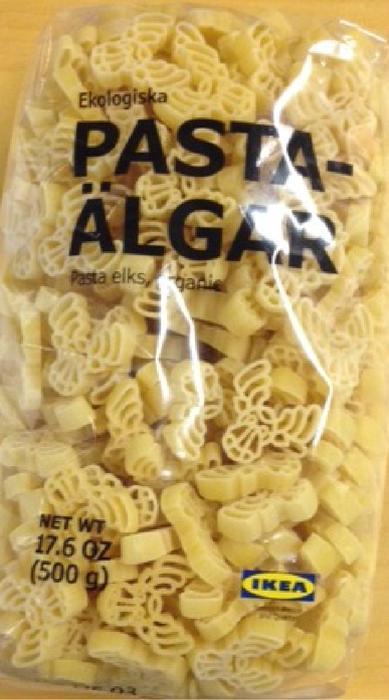 Ekologiska
PASTA-
ÄLGAR
Pasta elks, organic
NET WT
17.6 OZ
(500 g)
IKEA